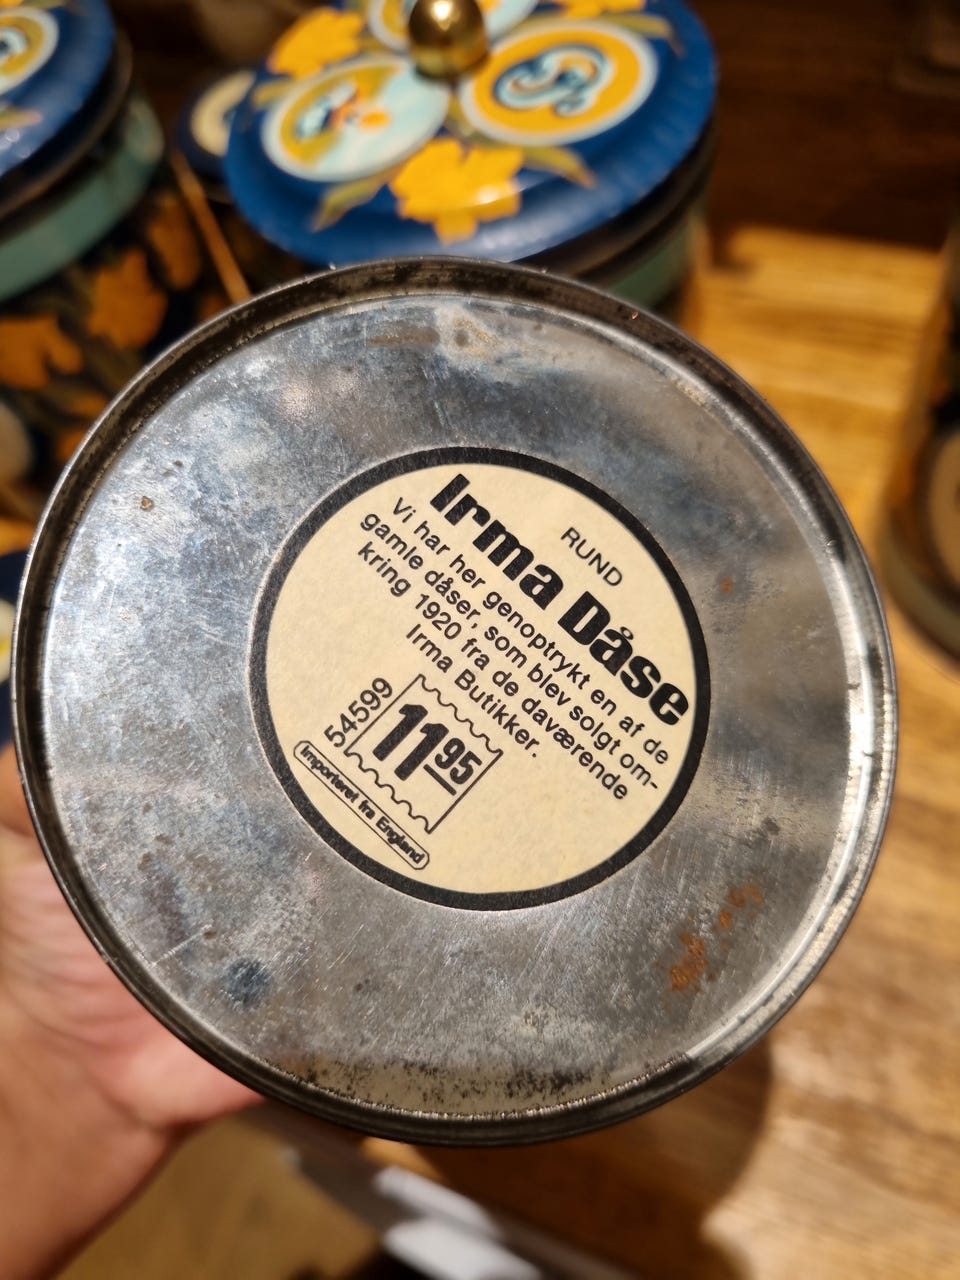 RUND
Irma Dåse
Vi har her genoptrykt en af de
gamle dåser, som blev solgt om-
kring 1920 fra de daværende
Irma Butikker.
54599
11 95
Importeret fra England